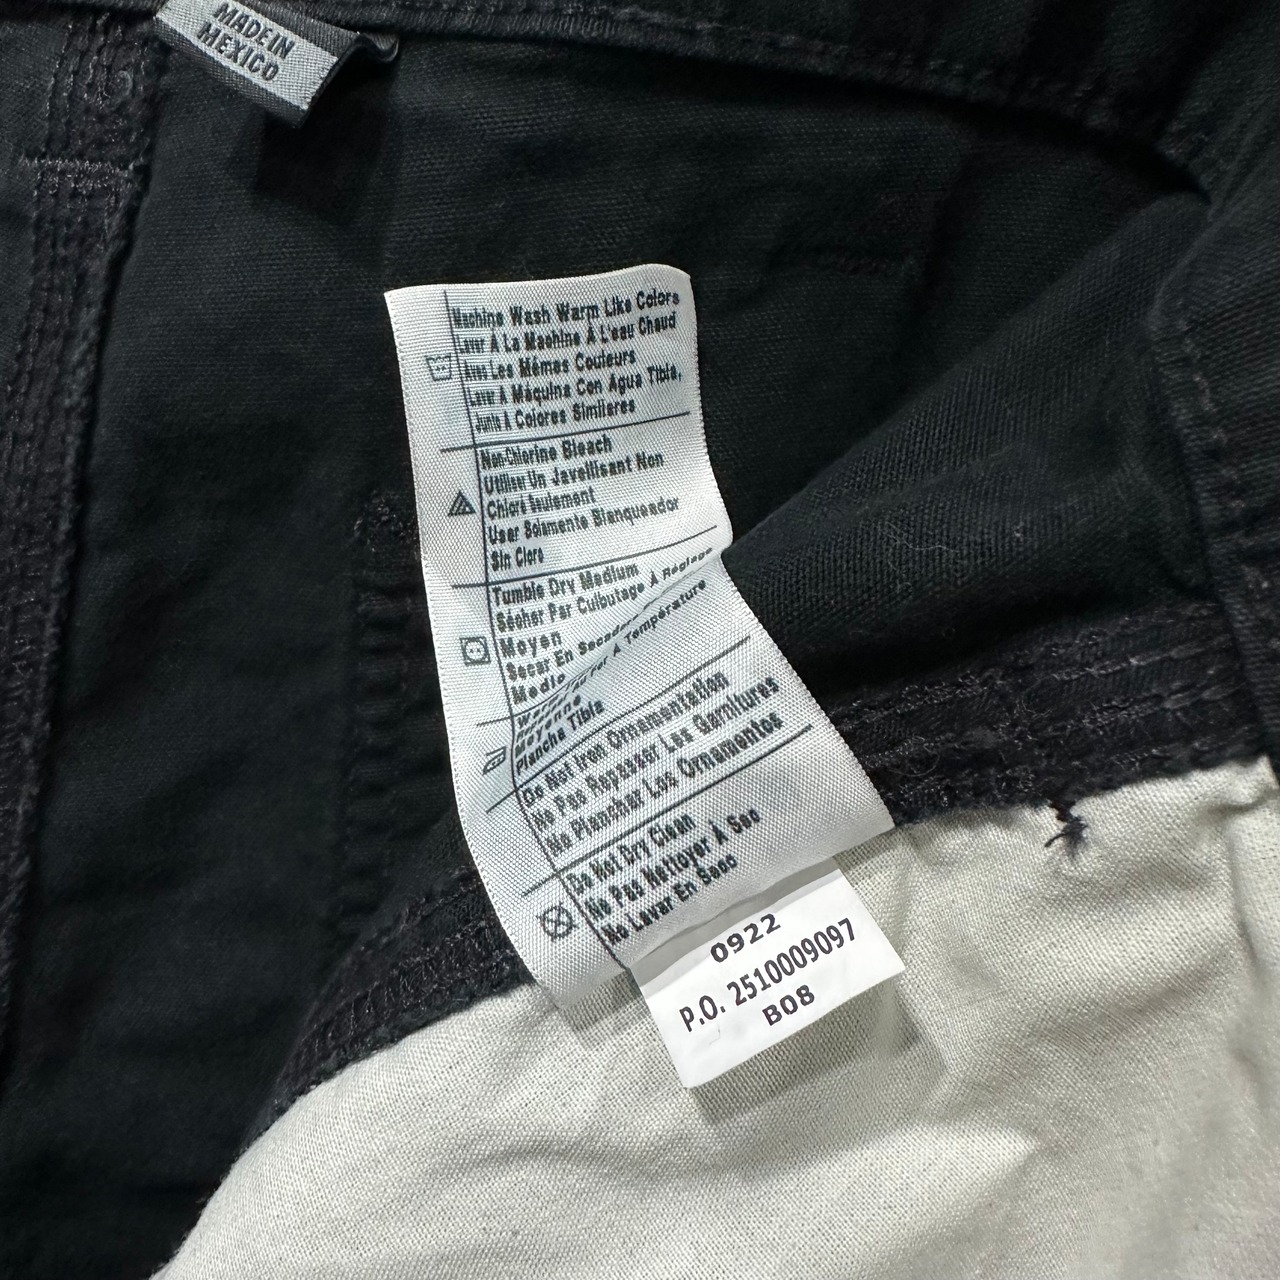 MADE IN
MEXICO
Machine Wash Warm Like Colors
Laver A La Machine À L'eau Chaud
Avec Les Mêmes Couleurs
Lavar A Maquina Con Agua Tibia,
Junto A Colores Similares
Non-Chlorine Bleach
Utiliser Un Javellisant Non
Chloré Seulement
Usar Solamente Blanqueador
Sin Cloro
Tumble Dry Medium
Sécher Par Culbutage À Réglage
Moyen
Secar En
Medio
À Température
Moyenne
Plancha Tibia
Do Not Iron Ornamentation
Ne Pas Repasser Les Garnitures
No Planchar Los Ornamentos
Do Not Dry Clean
Ne Pas Nettoyer À Sec
No Lavar En Seco
0922
P.O. 2510009097
B08